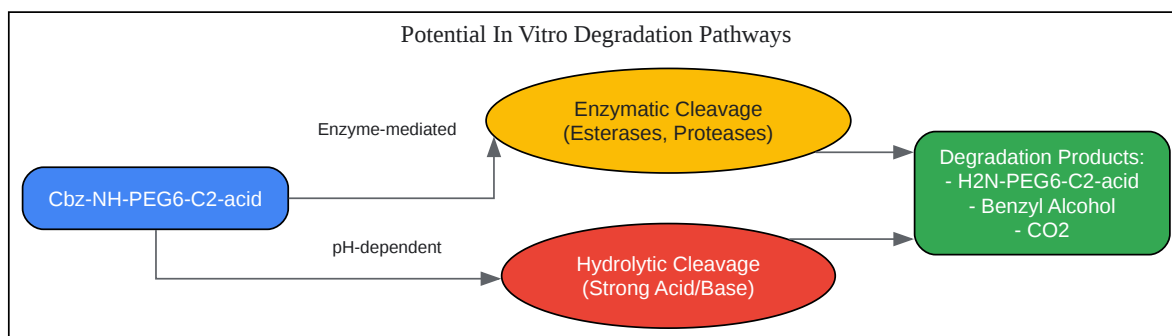 Potential In Vitro Degradation Pathways
Enzymatic Cleavage
(Esterases, Proteases)
Enzyme-mediated
Cbz-NH-PEG6-C2-acid
Degradation Products:
- H2N-PEG6-C2-acid
- Benzyl Alcohol
- CO2
pH-dependent
Hydrolytic Cleavage
(Strong Acid/Base)